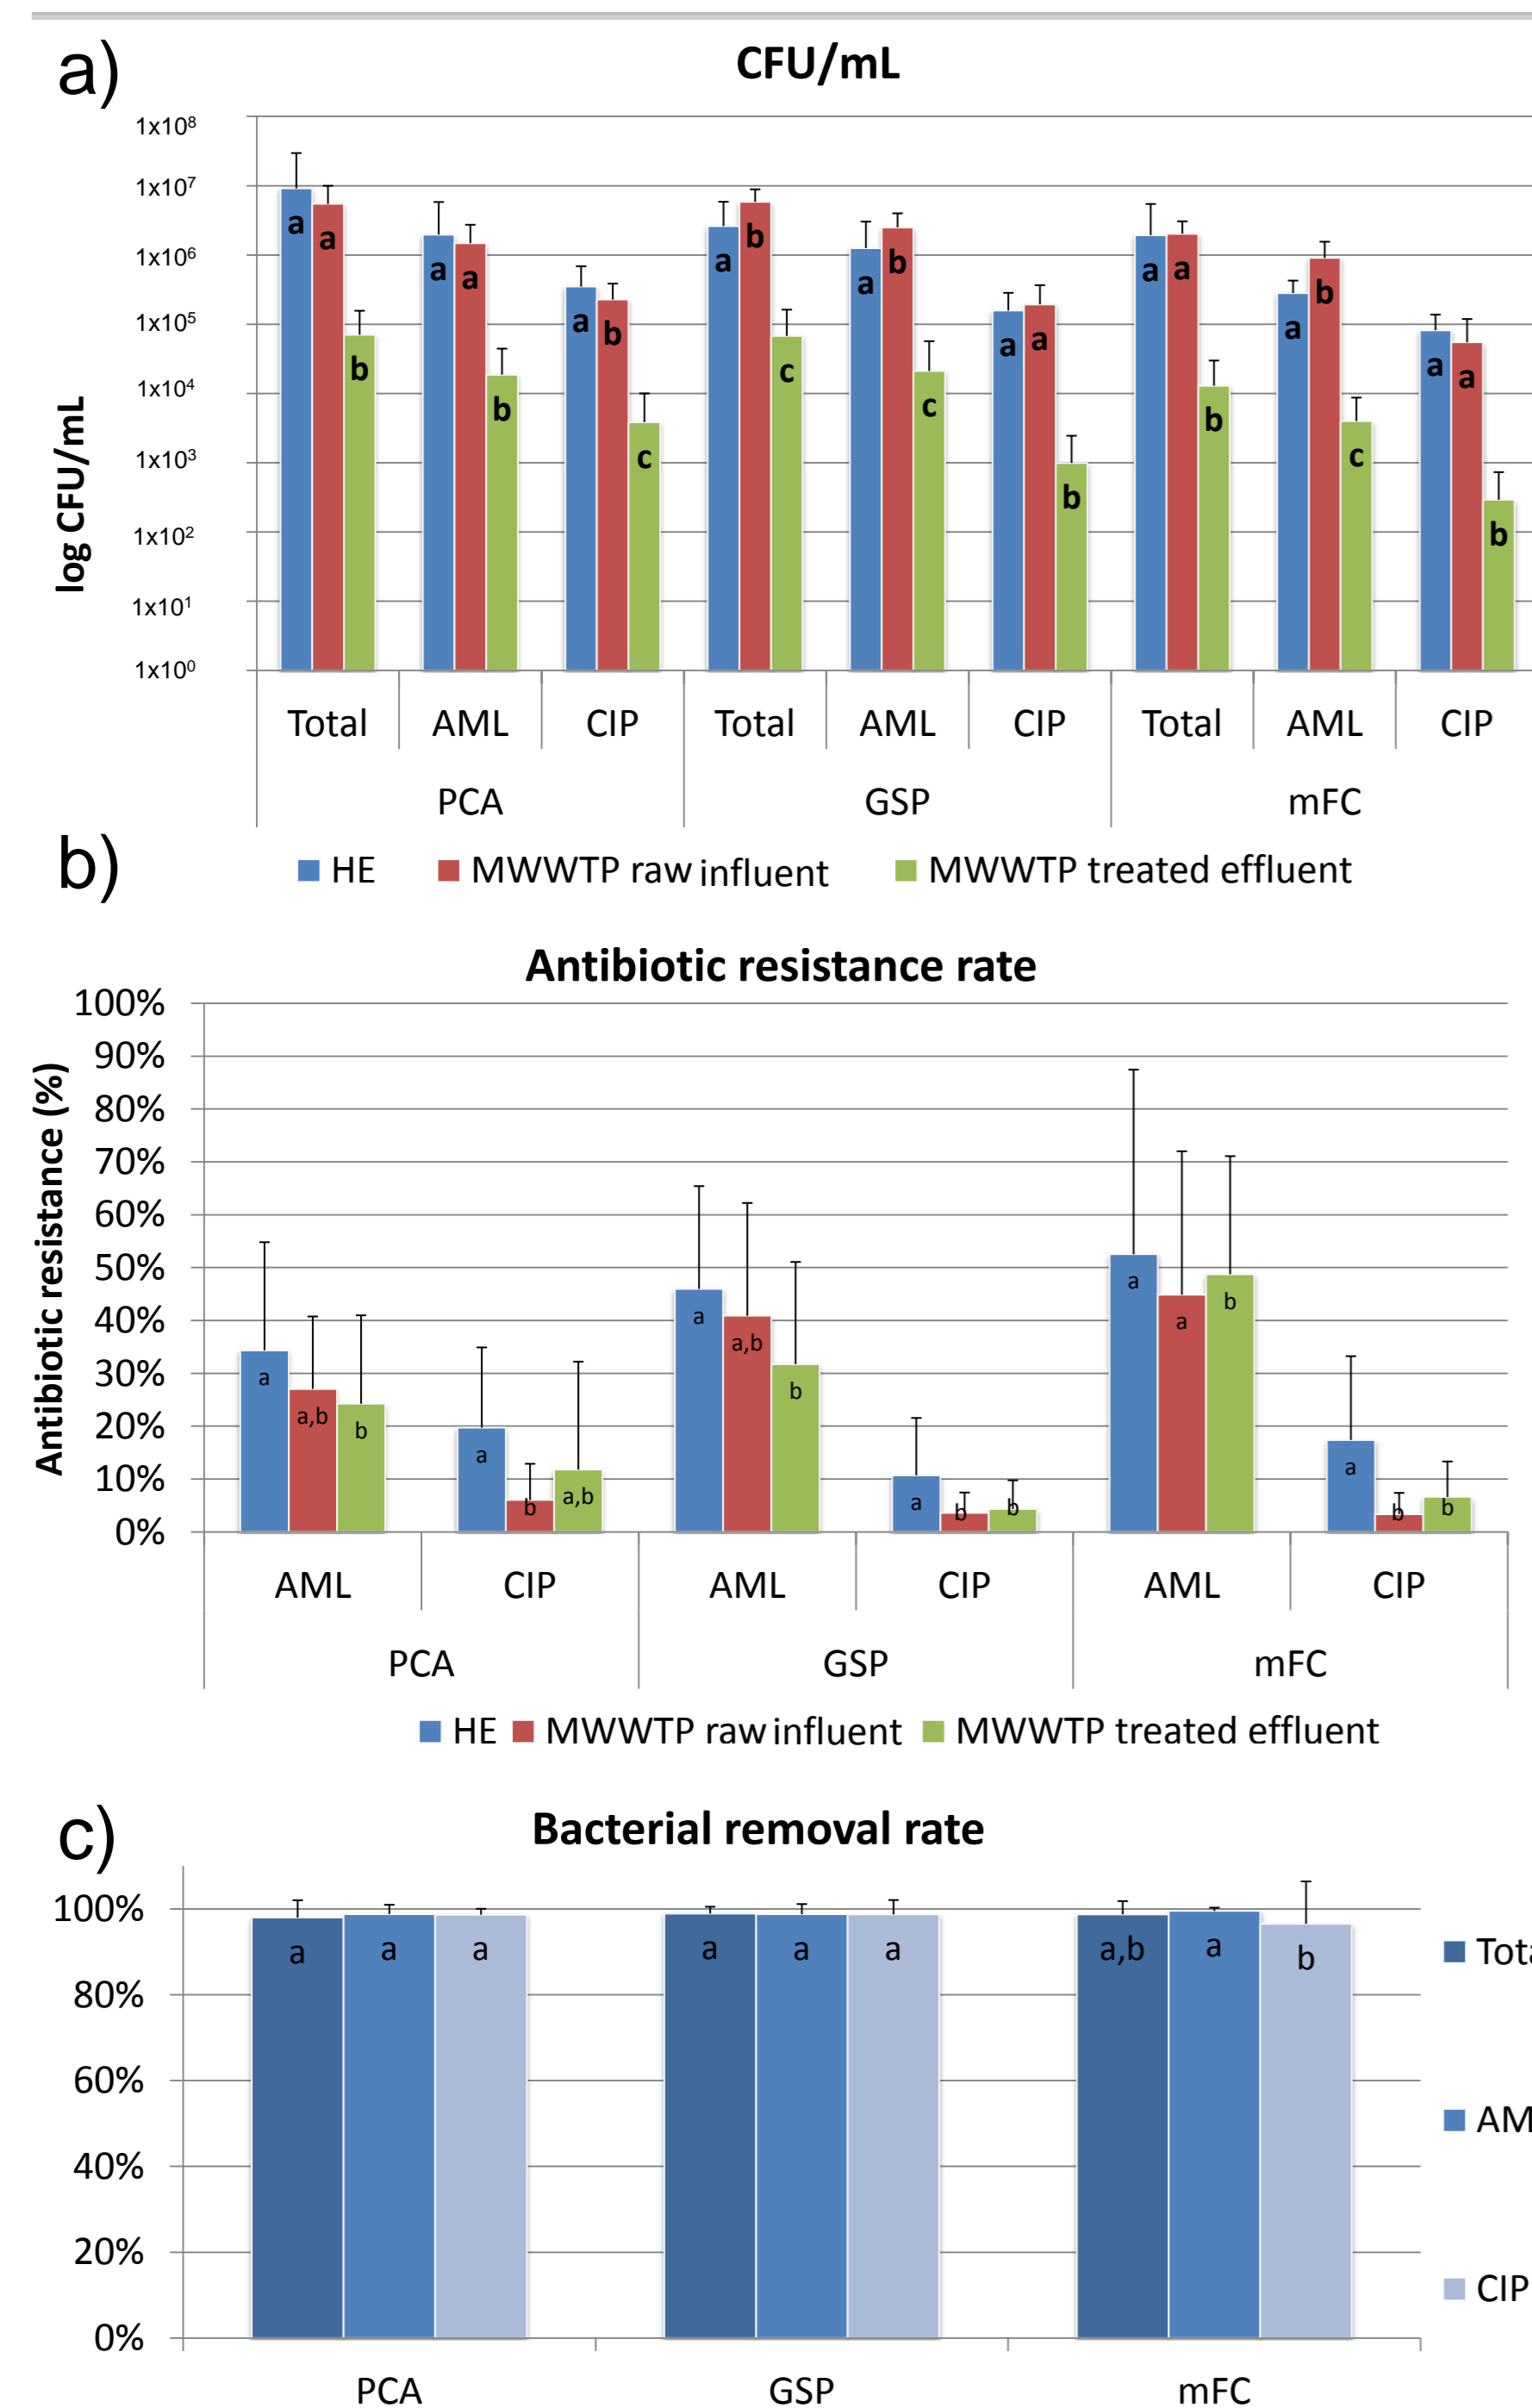 a)
CFU/mL
log CFU/mL
1x10⁸
1x10⁷
1x10⁶
1x10⁵
1x10⁴
1x10³
1x10²
1x10¹
1x10⁰
a a b a a b a b c a b c a b c a a b a a b a b c a a b
Total AML CIP Total AML CIP Total AML CIP
PCA GSP mFC
HE MWWTP raw influent MWWTP treated effluent
b)
Antibiotic resistance rate
Antibiotic resistance (%)
100%
90%
80%
70%
60%
50%
40%
30%
20%
10%
0%
a a,b b a b a,b a a,b b a b b a a b a b b
AML CIP AML CIP AML CIP
PCA GSP mFC
HE MWWTP raw influent MWWTP treated effluent
c)
Bacterial removal rate
100%
80%
60%
40%
20%
0%
a a a a a a a,b a b
PCA GSP mFC
CIP